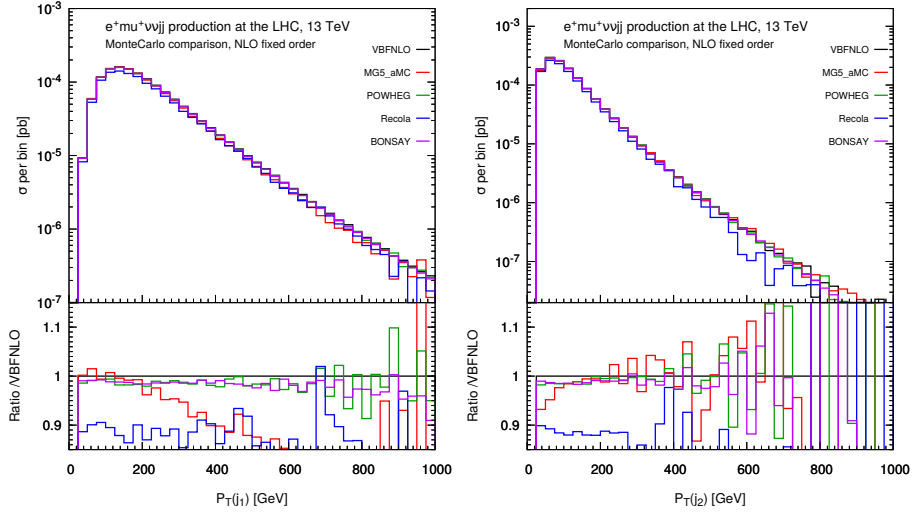 e⁺mu⁺ννjj production at the LHC, 13 TeV
MonteCarlo comparison, NLO fixed order
VBFNLO
MG5_aMC
POWHEG
Recola
BONSAY
σ per bin [pb]
10⁻³
10⁻⁴
10⁻⁵
10⁻⁶
10⁻⁷
Ratio /VBFNLO
1.1
1
0.9
0
200
400
600
800
1000
P_T(j₁) [GeV]
e⁺mu⁺ννjj production at the LHC, 13 TeV
MonteCarlo comparison, NLO fixed order
VBFNLO
MG5_aMC
POWHEG
Recola
BONSAY
σ per bin [pb]
10⁻³
10⁻⁴
10⁻⁵
10⁻⁶
10⁻⁷
Ratio /VBFNLO
1.1
1
0.9
0
200
400
600
800
1000
P_T(j₂) [GeV]